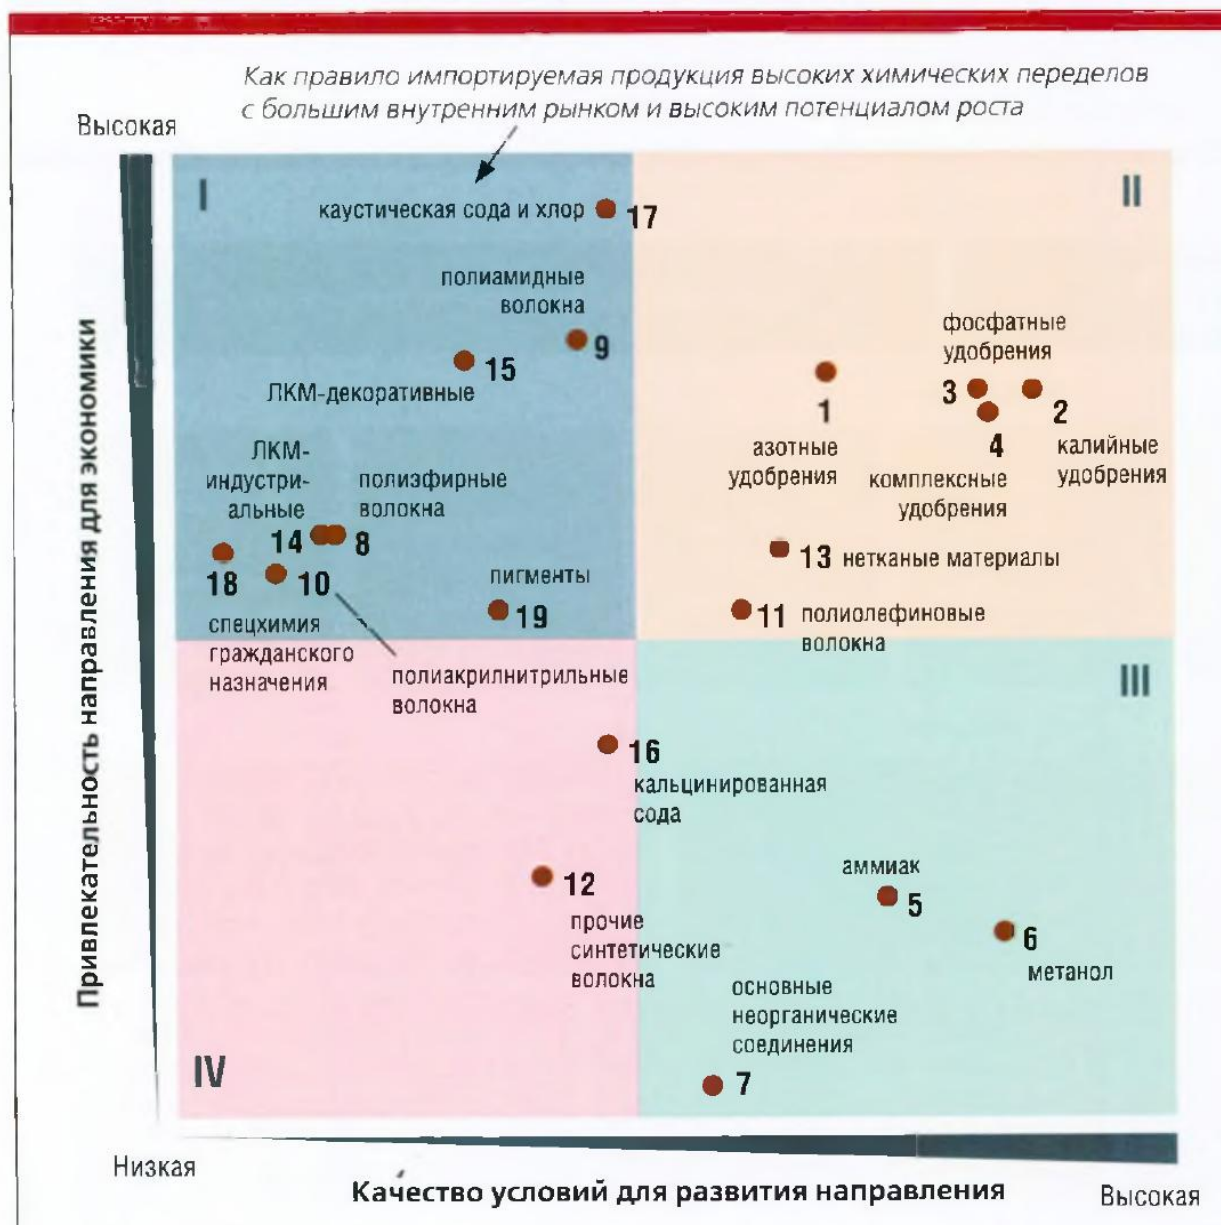 Как правило импортируемая продукция высоких химических переделов
с большим внутренним рынком и высоким потенциалом роста
Высокая
I
II
каустическая сода и хлор
17
полиамидные
волокна
9
15
ЛКМ-декоративные
фосфатные
удобрения
3
2
4
1
азотные
удобрения
калийные
удобрения
комплексные
удобрения
ЛКМ-
индустри-
альные
полиэфирные
волокна
14
8
18
10
пигменты
19
13 нетканые материалы
11 полиолефиновые
волокна
спецхимия
гражданского
назначения
полиакрилнитрильные
волокна
III
16
кальцинированная
сода
12
прочие
синтетические
волокна
аммиак
5
6
метанол
основные
неорганические
соединения
7
IV
Привлекательность направления для экономики
Низкая
Качество условий для развития направления
Высокая